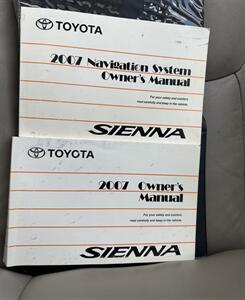 TOYOTA
2007 Navigation System
Owner's Manual
For your safety and comfort,
read carefully and keep in the vehicle.
SIENNA
TOYOTA
2007 Owner's
Manual
For your safety and comfort,
read carefully and keep in the vehicle.
SIENNA